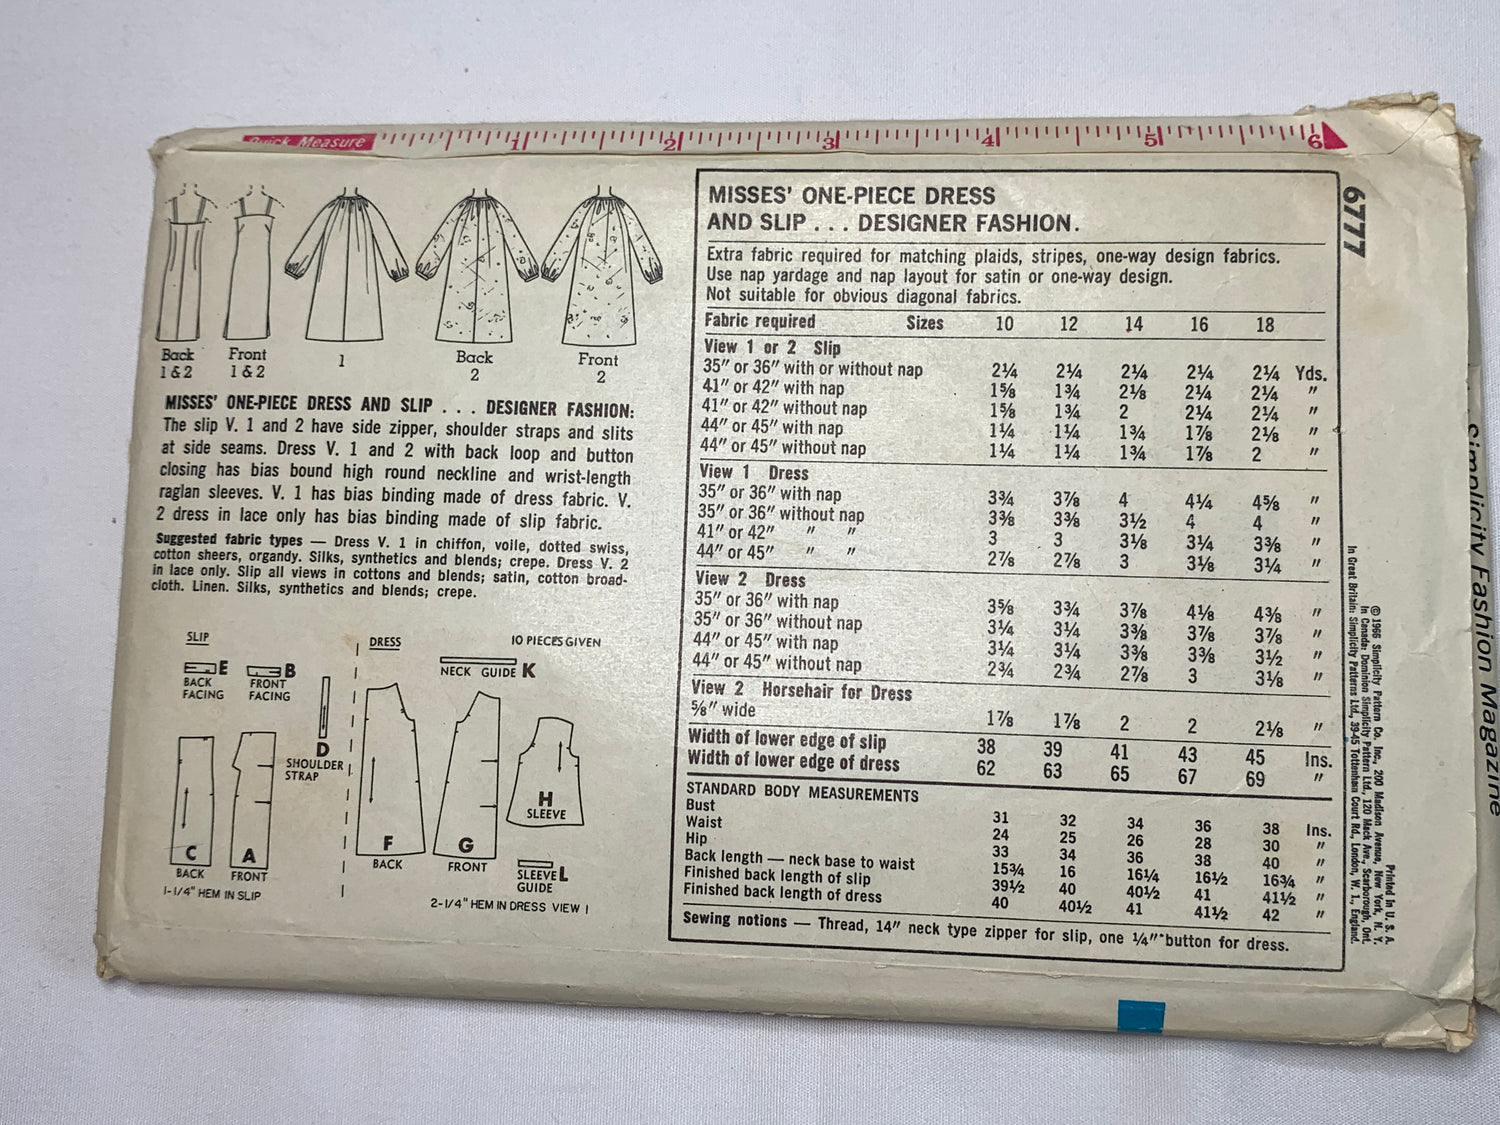 Quick Measure
1 2 3 4 5 6
Back
1 & 2
Front
1 & 2
1
Back
2
Front
2
MISSES' ONE-PIECE DRESS AND SLIP . . . DESIGNER FASHION:
The slip V. 1 and 2 have side zipper, shoulder straps and slits
at side seams. Dress V. 1 and 2 with back loop and button
closing has bias bound high round neckline and wrist-length
raglan sleeves. V. 1 has bias binding made of dress fabric. V.
2 dress in lace only has bias binding made of slip fabric.
Suggested fabric types — Dress V. 1 in chiffon, voile, dotted swiss,
cotton sheers, organdy. Silks, synthetics and blends; crepe. Dress V. 2
in lace only. Slip all views in cottons and blends; satin, cotton broad-
cloth. Linen. Silks, synthetics and blends; crepe.
SLIP
DRESS
10 PIECES GIVEN
E
BACK
FACING
B
FRONT
FACING
D
SHOULDER
STRAP
C
BACK
A
FRONT
1-1/4" HEM IN SLIP
NECK GUIDE K
F
BACK
G
FRONT
H
SLEEVE
SLEEVE L
GUIDE
2-1/4" HEM IN DRESS VIEW 1
MISSES' ONE-PIECE DRESS
AND SLIP . . . DESIGNER FASHION.
Extra fabric required for matching plaids, stripes, one-way design fabrics.
Use nap yardage and nap layout for satin or one-way design.
Not suitable for obvious diagonal fabrics.
Fabric required Sizes 10 12 14 16 18
View 1 or 2 Slip
35" or 36" with or without nap 2¼ 2¼ 2¼ 2¼ 2¼ Yds.
41" or 42" with nap 1⅝ 1¾ 2⅛ 2¼ 2¼ "
41" or 42" without nap 1⅝ 1¾ 2 2¼ 2¼ "
44" or 45" with nap 1¼ 1¼ 1¾ 1⅞ 2⅛ "
44" or 45" without nap 1¼ 1¼ 1¾ 1⅞ 2 "
View 1 Dress
35" or 36" with nap 3¾ 3⅞ 4 4¼ 4⅝ "
35" or 36" without nap 3⅜ 3⅜ 3½ 4 4 "
41" or 42" " " 3 3 3⅛ 3¼ 3⅜ "
44" or 45" " " 2⅞ 2⅞ 3 3⅛ 3¼ "
View 2 Dress
35" or 36" with nap 3⅝ 3¾ 3⅞ 4⅛ 4⅜ "
35" or 36" without nap 3¼ 3¼ 3⅜ 3⅞ 3⅞ "
44" or 45" with nap 3¼ 3¼ 3⅜ 3⅜ 3½ "
44" or 45" without nap 2¾ 2¾ 2⅞ 3 3⅛ "
View 2 Horsehair for Dress
⅝" wide 1⅞ 1⅞ 2 2 2⅛ "
Width of lower edge of slip 38 39 41 43 45 Ins.
Width of lower edge of dress 62 63 65 67 69 "
STANDARD BODY MEASUREMENTS
Bust 31 32 34 36 38 Ins.
Waist 24 25 26 28 30 "
Hip 33 34 36 38 40 "
Back length — neck base to waist 15¾ 16 16¼ 16½ 16¾ "
Finished back length of slip 39½ 40 40½ 41 41½ "
Finished back length of dress 40 40½ 41 41½ 42 "
Sewing notions — Thread, 14" neck type zipper for slip, one ¼" button for dress.
6777
© 1966 Simplicity Pattern Co. Inc., 200 Madison Avenue, New York, N. Y. Printed in U. S. A.
In Canada: Dominion Simplicity Pattern Ltd., 120 Mack Ave., Scarborough, Ont.
In Great Britain: Simplicity Patterns Ltd., 39-45 Tottenham Court Rd., London, W. 1., England.
Simplicity Fashion Magazine